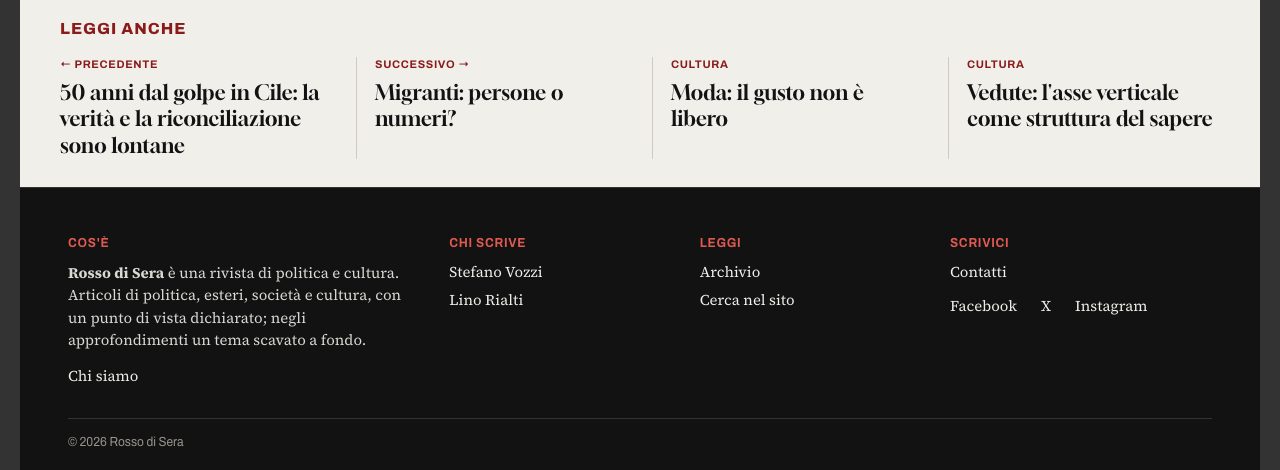 LEGGI ANCHE
← PRECEDENTE
50 anni dal golpe in Cile: la
verità e la riconciliazione
sono lontane
SUCCESSIVO →
Migranti: persone o
numeri?
CULTURA
Moda: il gusto non è
libero
CULTURA
Vedute: l'asse verticale
come struttura del sapere
COS'È
Rosso di Sera è una rivista di politica e cultura.
Articoli di politica, esteri, società e cultura, con
un punto di vista dichiarato; negli
approfondimenti un tema scavato a fondo.
Chi siamo
CHI SCRIVE
Stefano Vozzi
Lino Rialti
LEGGI
Archivio
Cerca nel sito
SCRIVICI
Contatti
Facebook X Instagram
© 2026 Rosso di Sera